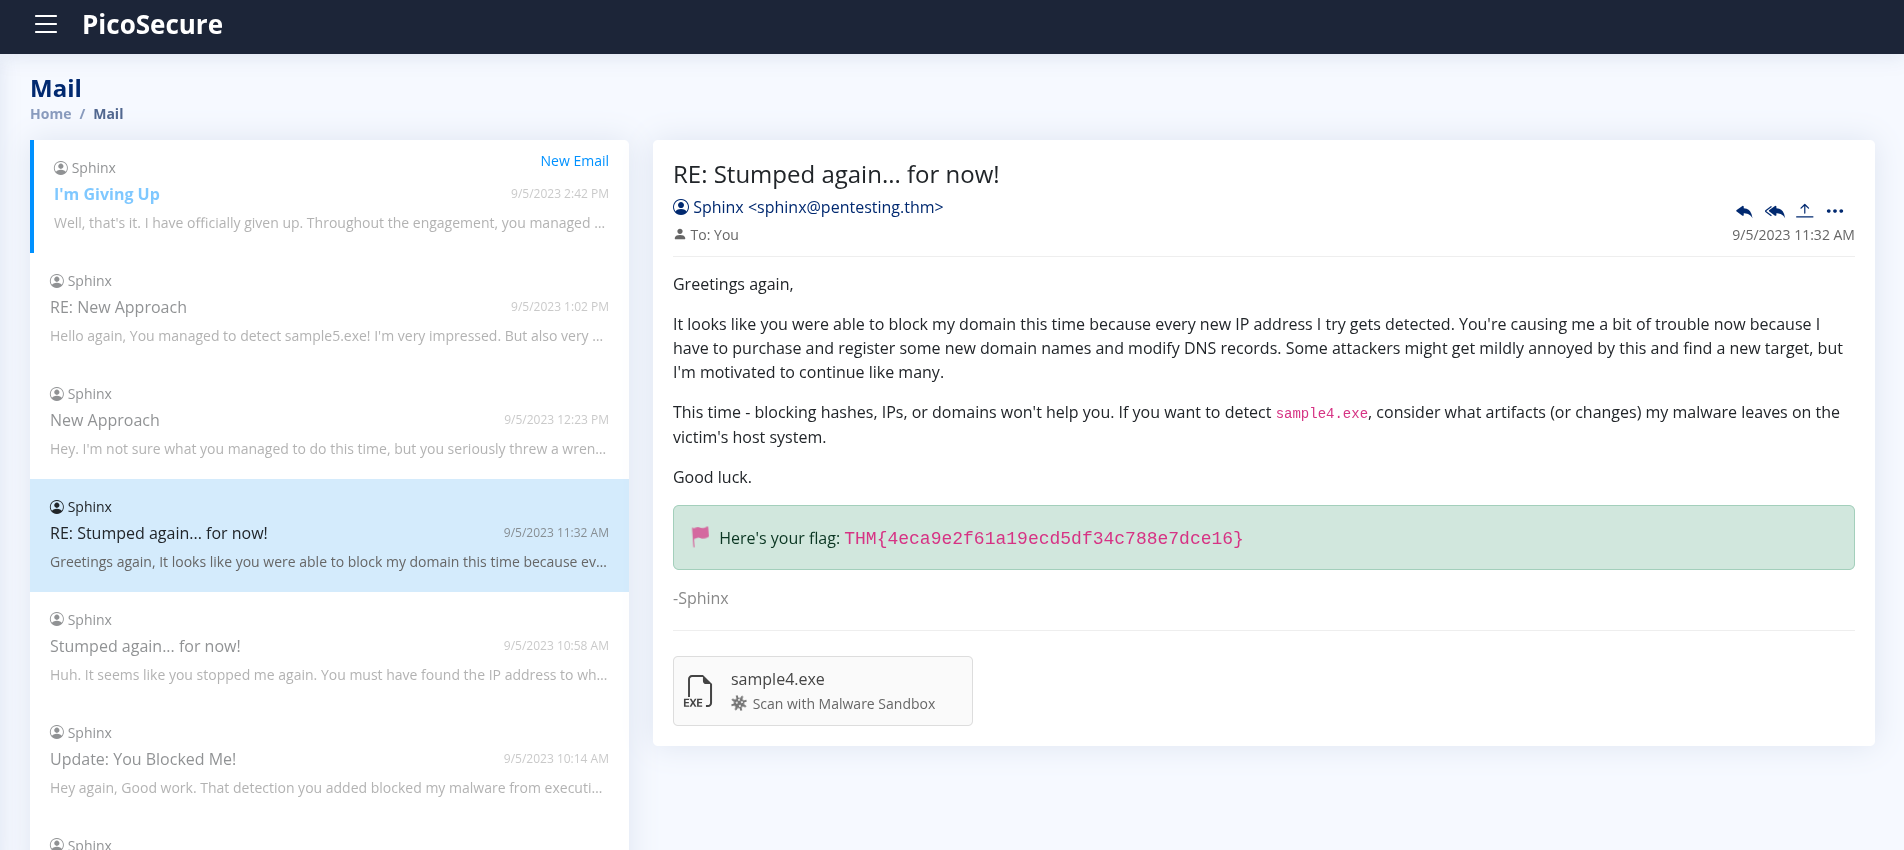 PicoSecure
Mail
Home / Mail
Sphinx
New Email
I'm Giving Up
9/5/2023 2:42 PM
Well, that's it. I have officially given up. Throughout the engagement, you managed ...
Sphinx
RE: New Approach
9/5/2023 1:02 PM
Hello again, You managed to detect sample5.exe! I'm very impressed. But also very ...
Sphinx
New Approach
9/5/2023 12:23 PM
Hey. I'm not sure what you managed to do this time, but you seriously threw a wren...
Sphinx
RE: Stumped again... for now!
9/5/2023 11:32 AM
Greetings again, It looks like you were able to block my domain this time because ev...
Sphinx
Stumped again... for now!
9/5/2023 10:58 AM
Huh. It seems like you stopped me again. You must have found the IP address to wh...
Sphinx
Update: You Blocked Me!
9/5/2023 10:14 AM
Hey again, Good work. That detection you added blocked my malware from executi...
Sphinx
RE: Stumped again... for now!
Sphinx <sphinx@pentesting.thm>
To: You
9/5/2023 11:32 AM
Greetings again,
It looks like you were able to block my domain this time because every new IP address I try gets detected. You're causing me a bit of trouble now because I
have to purchase and register some new domain names and modify DNS records. Some attackers might get mildly annoyed by this and find a new target, but
I'm motivated to continue like many.
This time - blocking hashes, IPs, or domains won't help you. If you want to detect sample4.exe, consider what artifacts (or changes) my malware leaves on the
victim's host system.
Good luck.
Here's your flag: THM{4eca9e2f61a19ecd5df34c788e7dce16}
-Sphinx
EXE
sample4.exe
Scan with Malware Sandbox